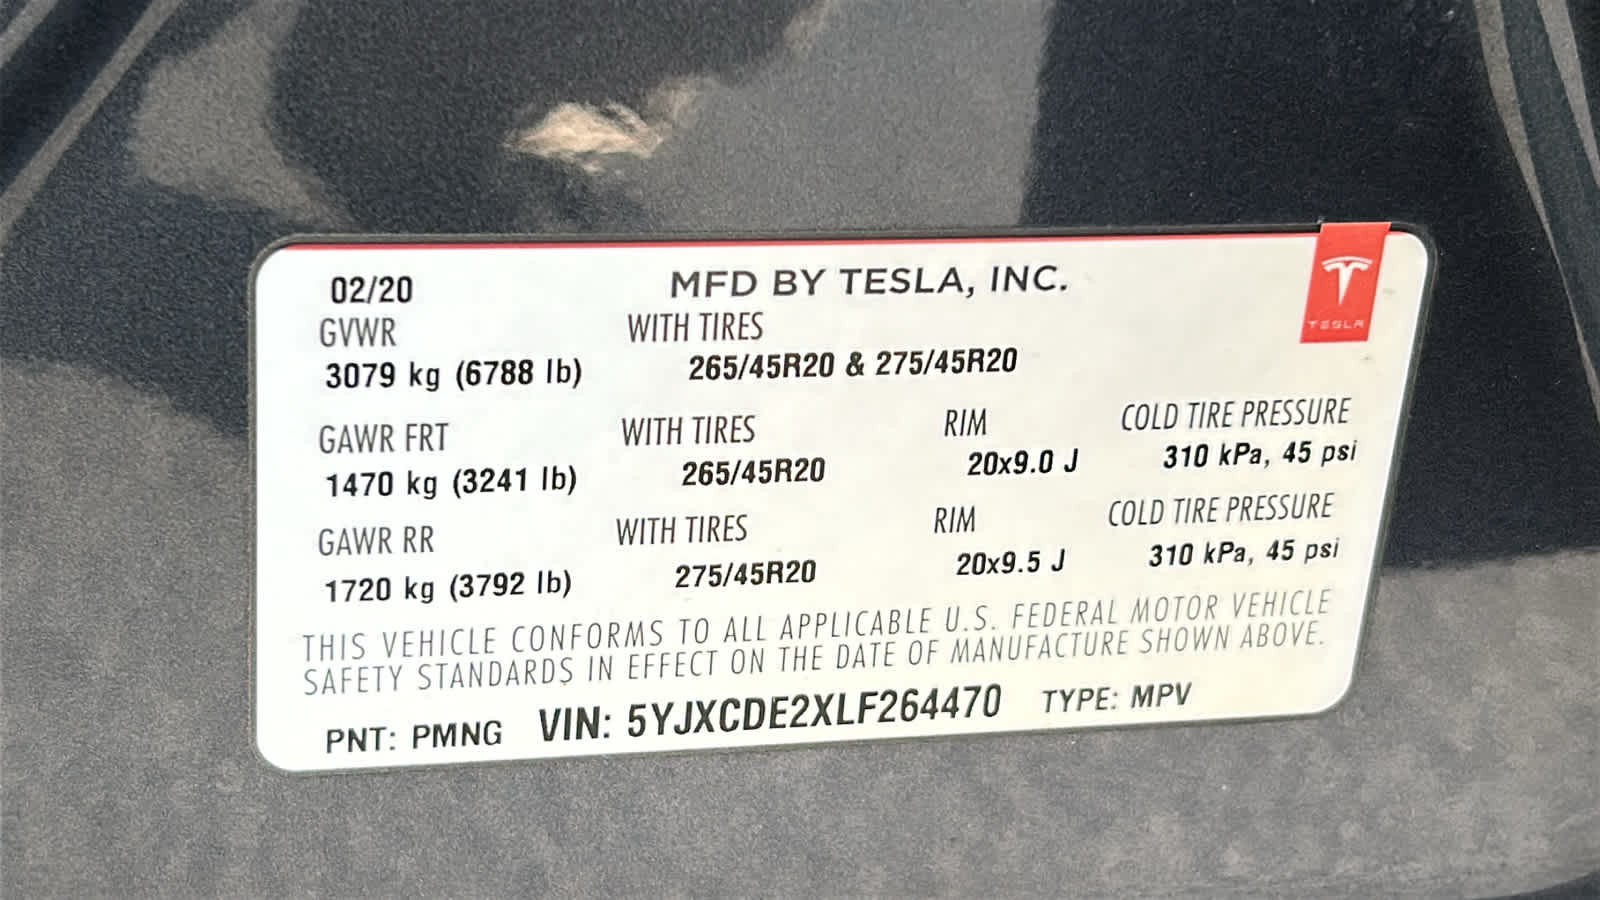 02/20 MFD BY TESLA, INC.
TESLA
GVWR WITH TIRES
3079 kg (6788 lb) 265/45R20 & 275/45R20
GAWR FRT WITH TIRES RIM COLD TIRE PRESSURE
1470 kg (3241 lb) 265/45R20 20x9.0 J 310 kPa, 45 psi
GAWR RR WITH TIRES RIM COLD TIRE PRESSURE
1720 kg (3792 lb) 275/45R20 20x9.5 J 310 kPa, 45 psi
THIS VEHICLE CONFORMS TO ALL APPLICABLE U.S. FEDERAL MOTOR VEHICLE
SAFETY STANDARDS IN EFFECT ON THE DATE OF MANUFACTURE SHOWN ABOVE.
PNT: PMNG VIN: 5YJXCDE2XLF264470 TYPE: MPV